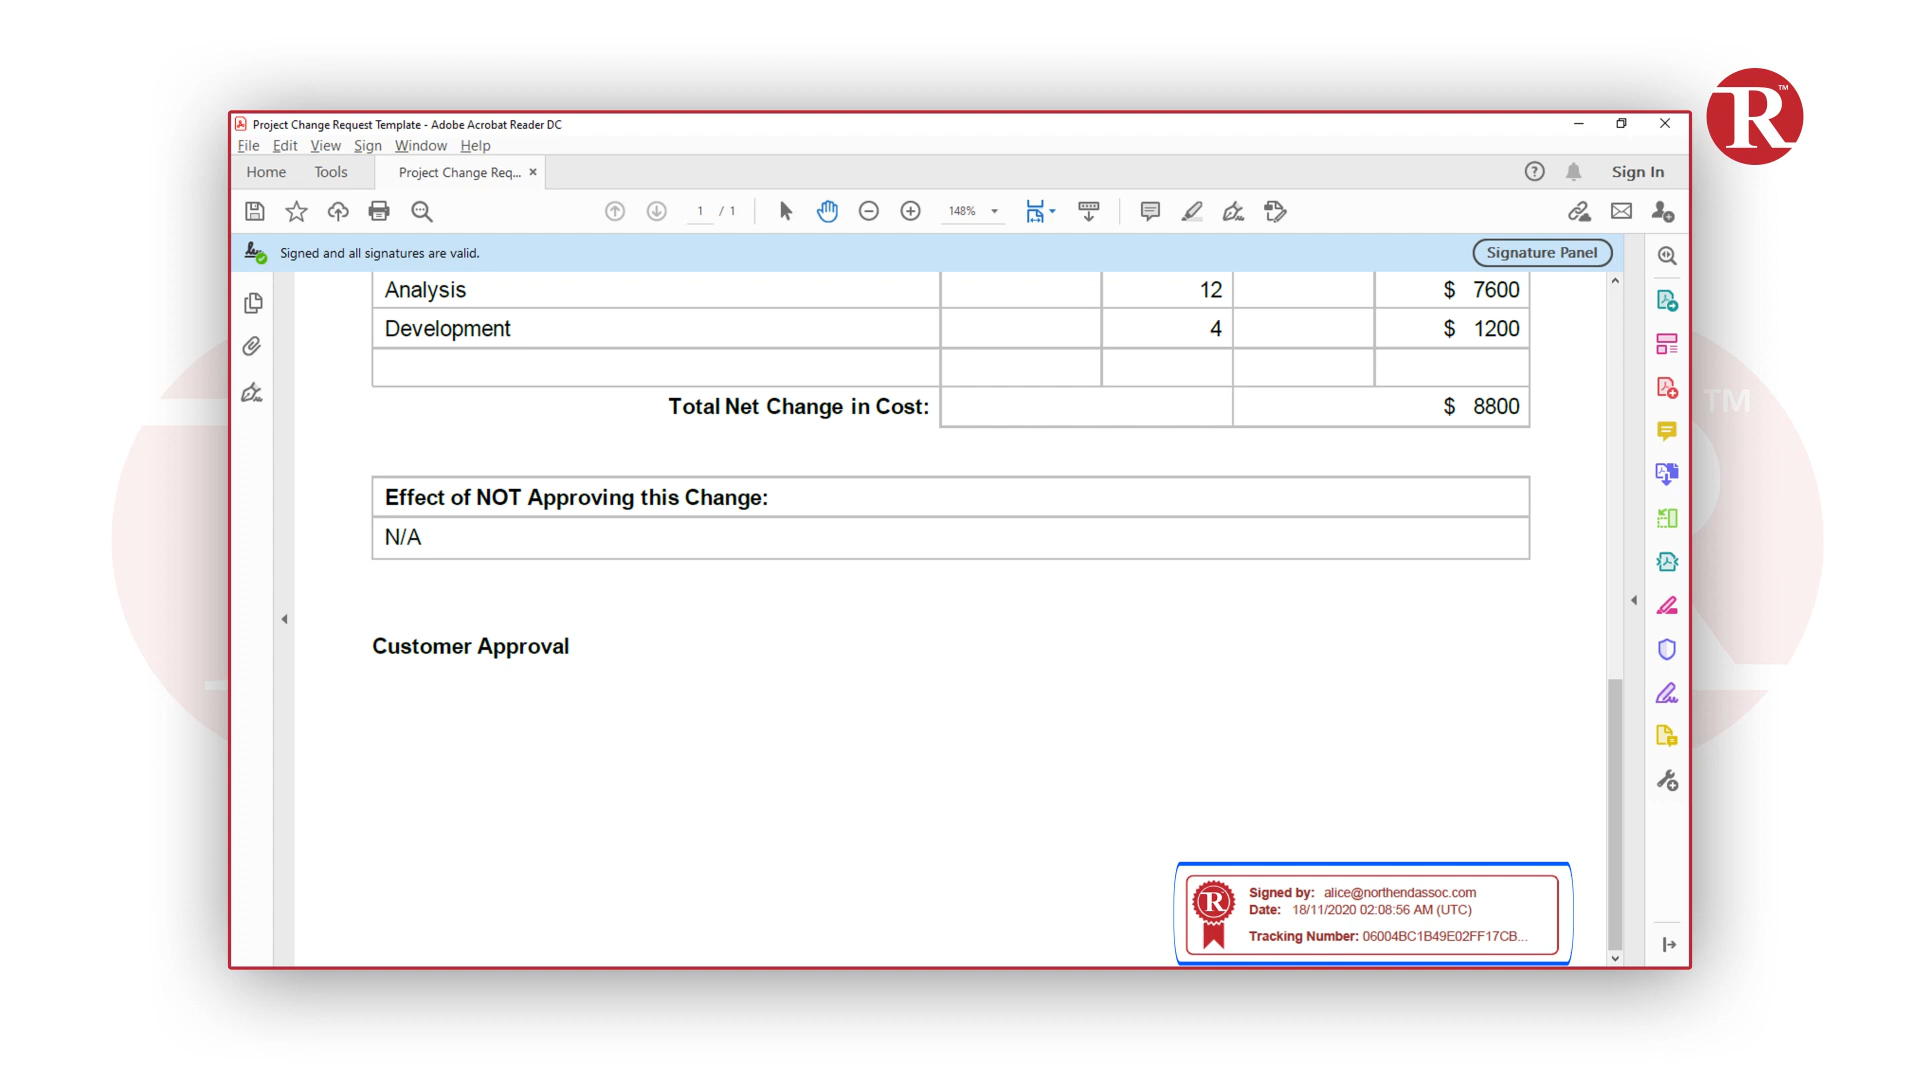 R™
Project Change Request Template - Adobe Acrobat Reader DC
File Edit View Sign Window Help
Home Tools Project Change Req... × Sign In
1 / 1 148%
Signed and all signatures are valid. Signature Panel
Analysis 12 $ 7600
Development 4 $ 1200
Total Net Change in Cost: $ 8800
TM
Effect of NOT Approving this Change:
N/A
Customer Approval
R
Signed by: alice@northendassoc.com
Date: 18/11/2020 02:08:56 AM (UTC)
Tracking Number: 06004BC1B49E02FF17CB...